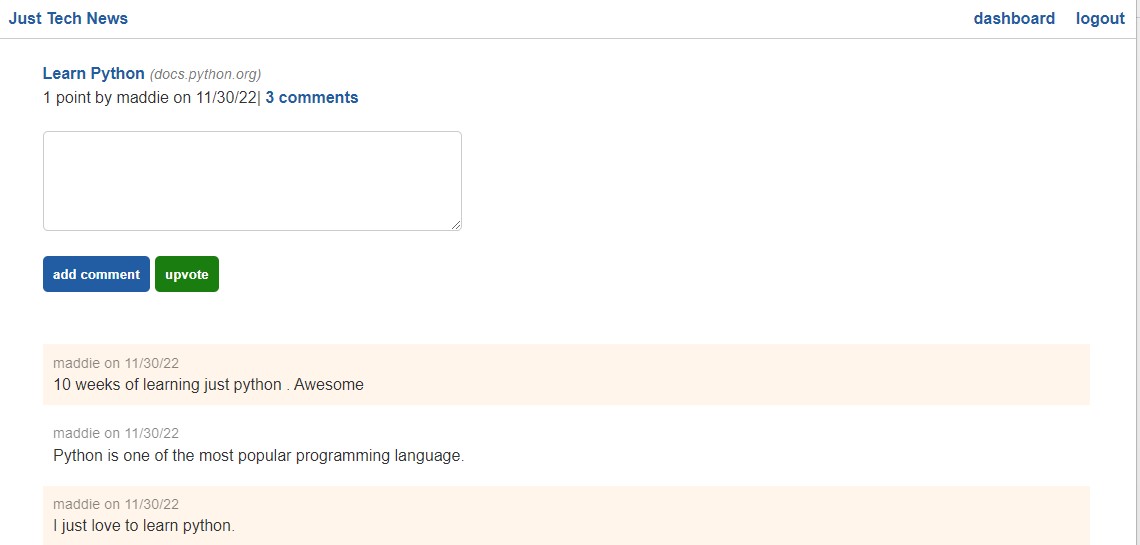 Just Tech News dashboard logout
Learn Python (docs.python.org)
1 point by maddie on 11/30/22| 3 comments
add comment upvote
maddie on 11/30/22
10 weeks of learning just python . Awesome
maddie on 11/30/22
Python is one of the most popular programming language.
maddie on 11/30/22
I just love to learn python.